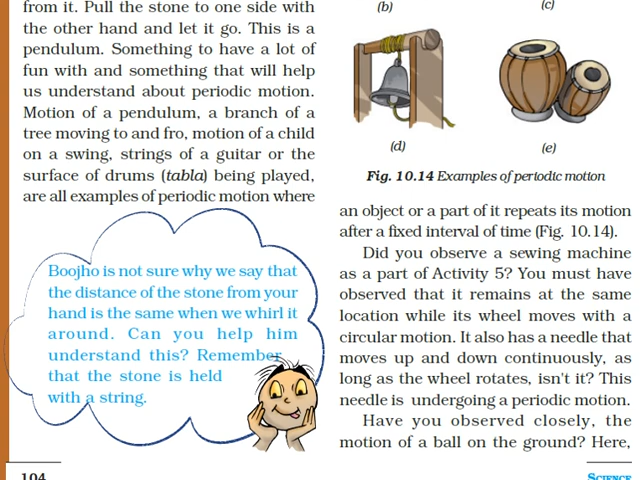 from it. Pull the stone to one side with
the other hand and let it go. This is a
pendulum. Something to have a lot of
fun with and something that will help
us understand about periodic motion.
Motion of a pendulum, a branch of a
tree moving to and fro, motion of a child
on a swing, strings of a guitar or the
surface of drums (tabla) being played,
are all examples of periodic motion where
Boojho is not sure why we say that
the distance of the stone from your
hand is the same when we whirl it
around. Can you help him
understand this? Remember
that the stone is held
with a string.
104
(b)
(c)
(d)
(e)
Fig. 10.14 Examples of periodic motion
an object or a part of it repeats its motion
after a fixed interval of time (Fig. 10.14).
Did you observe a sewing machine
as a part of Activity 5? You must have
observed that it remains at the same
location while its wheel moves with a
circular motion. It also has a needle that
moves up and down continuously, as
long as the wheel rotates, isn't it? This
needle is undergoing a periodic motion.
Have you observed closely, the
motion of a ball on the ground? Here,
SCIENCE